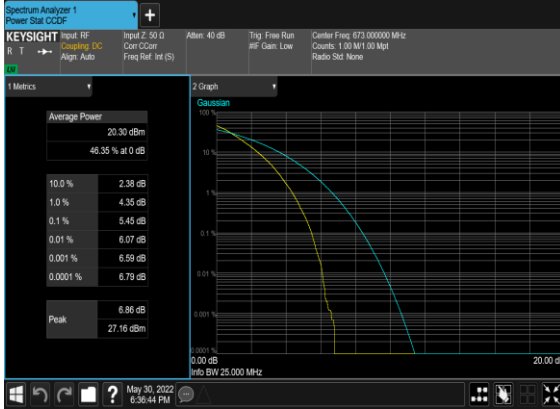 Spectrum Analyzer 1
Power Stat CCDF
+
KEYSIGHT
R T
LXI
Input: RF
Coupling: DC
Align: Auto
Input Z: 50 Ω
Corr CCorr
Freq Ref: Int (S)
Atten: 40 dB
Trig: Free Run
#IF Gain: Low
Center Freq: 673.000000 MHz
Counts: 1.00 M/1.00 Mpt
Radio Std: None
1 Metrics
Average Power
20.30 dBm
46.35 % at 0 dB
10.0 % 2.38 dB
1.0 % 4.35 dB
0.1 % 5.45 dB
0.01 % 6.07 dB
0.001 % 6.59 dB
0.0001 % 6.79 dB
Peak
6.86 dB
27.16 dBm
2 Graph
Gaussian
100 %
10 %
1 %
0.1 %
0.01 %
0.001 %
0.0001 %
0.00 dB
20.00 d
Info BW 25.000 MHz
?
May 30, 2022
6:36:44 PM